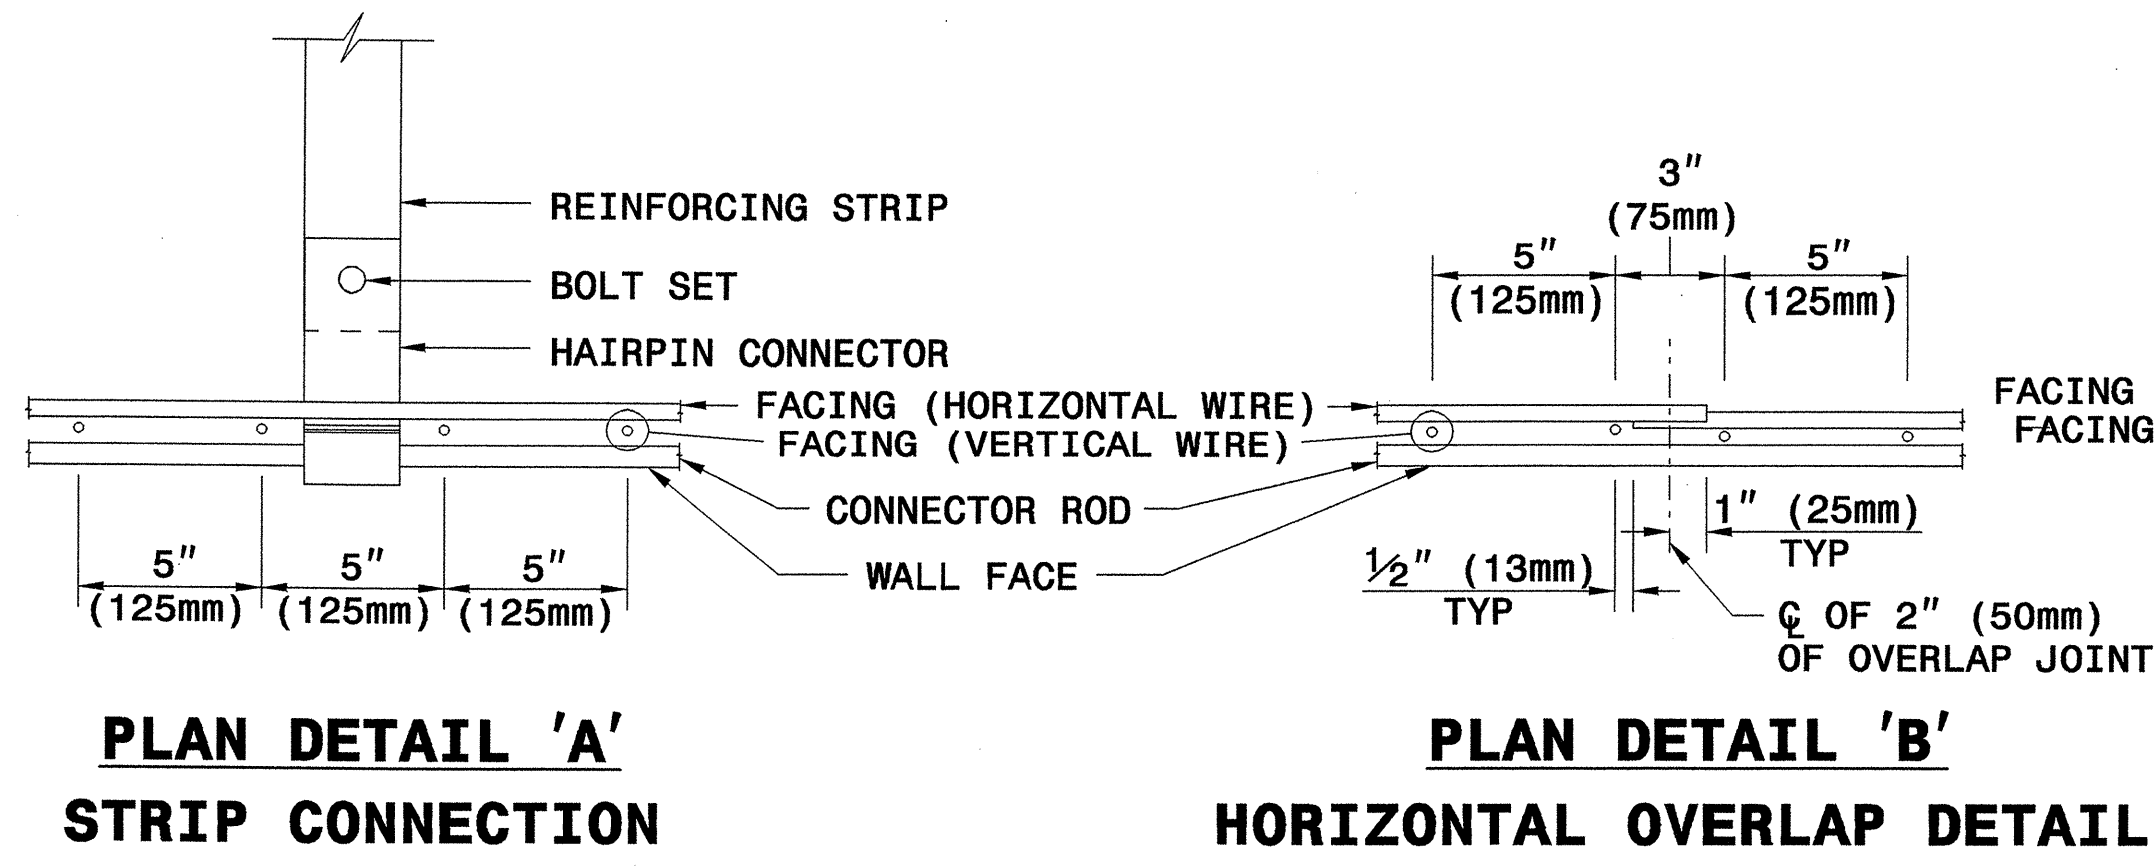 REINFORCING STRIP
BOLT SET
HAIRPIN CONNECTOR
FACING (HORIZONTAL WIRE)
FACING (VERTICAL WIRE)
CONNECTOR ROD
WALL FACE
5"
(125mm)
5"
(125mm)
5"
(125mm)
PLAN DETAIL 'A'
STRIP CONNECTION
3"
(75mm)
5"
(125mm)
5"
(125mm)
FACING
FACING
1" (25mm)
TYP
½" (13mm)
TYP
℄ OF 2" (50mm)
OF OVERLAP JOINT
PLAN DETAIL 'B'
HORIZONTAL OVERLAP DETAIL